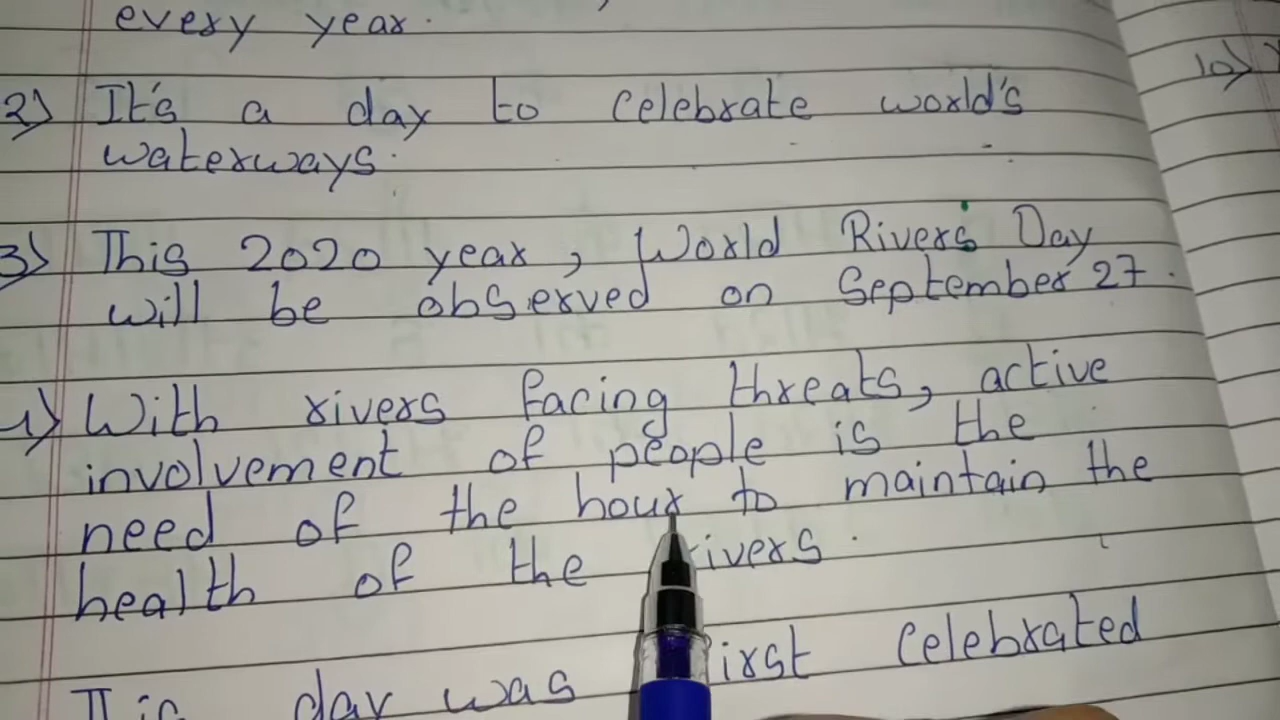 every year.
2) It's a day to celebrate world's
waterways.
3) This 2020 year, World Rivers Day
will be observed on September 27.
4) With rivers facing threats, active
involvement of people is the
need of the hour to maintain the
health of the rivers.
day was first celebrated
10)